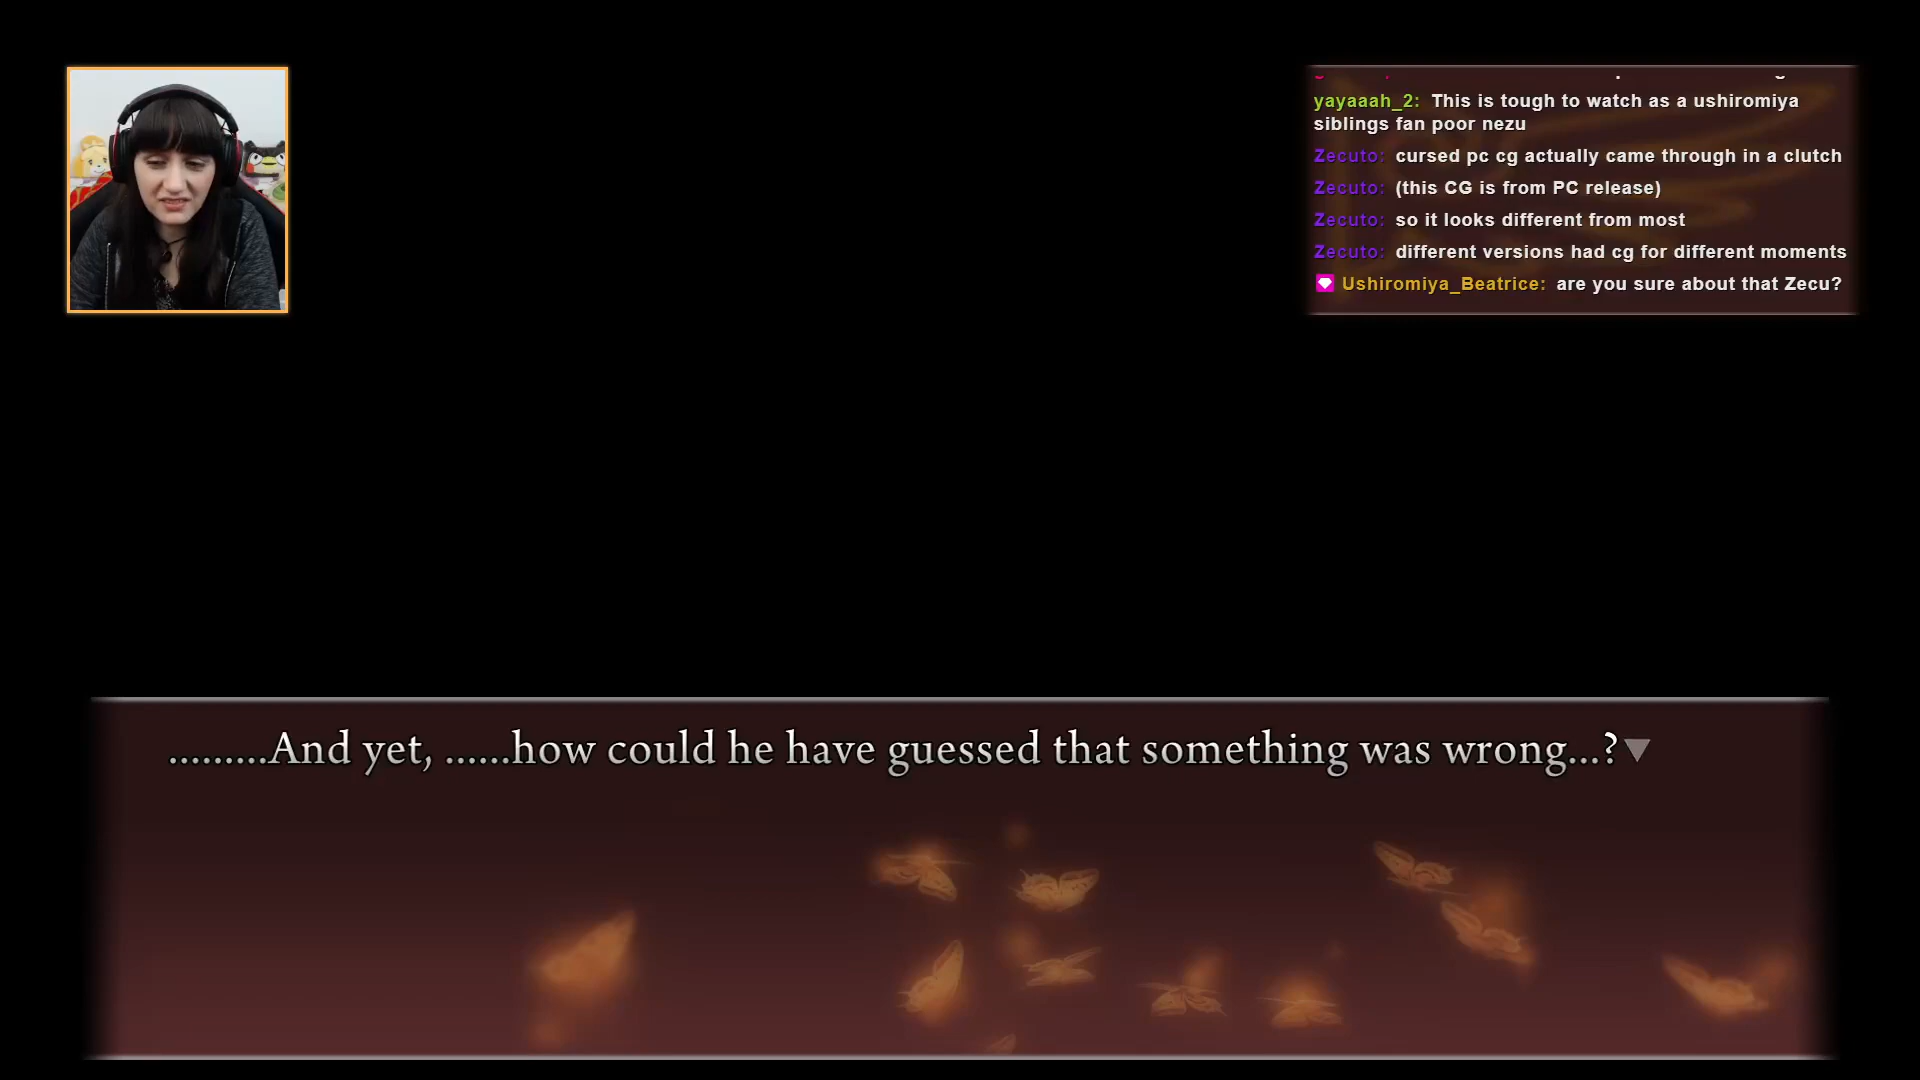 yayaaah_2: This is tough to watch as a ushiromiya
siblings fan poor nezu
Zecuto: cursed pc cg actually came through in a clutch
Zecuto: (this CG is from PC release)
Zecuto: so it looks different from most
Zecuto: different versions had cg for different moments
Ushiromiya_Beatrice: are you sure about that Zecu?
.........And yet, ......how could he have guessed that something was wrong...?